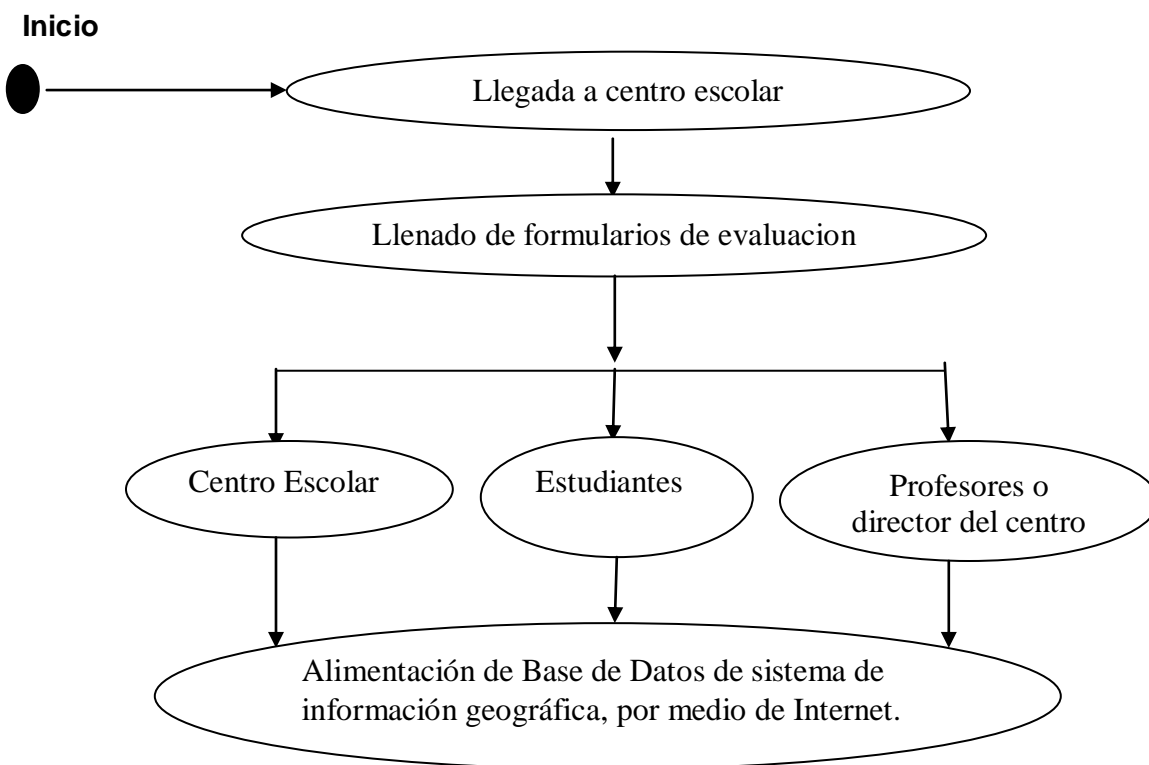 Inicio
Llegada a centro escolar
Llenado de formularios de evaluacion
Centro Escolar
Estudiantes
Profesores o
director del centro
Alimentación de Base de Datos de sistema de
información geográfica, por medio de Internet.